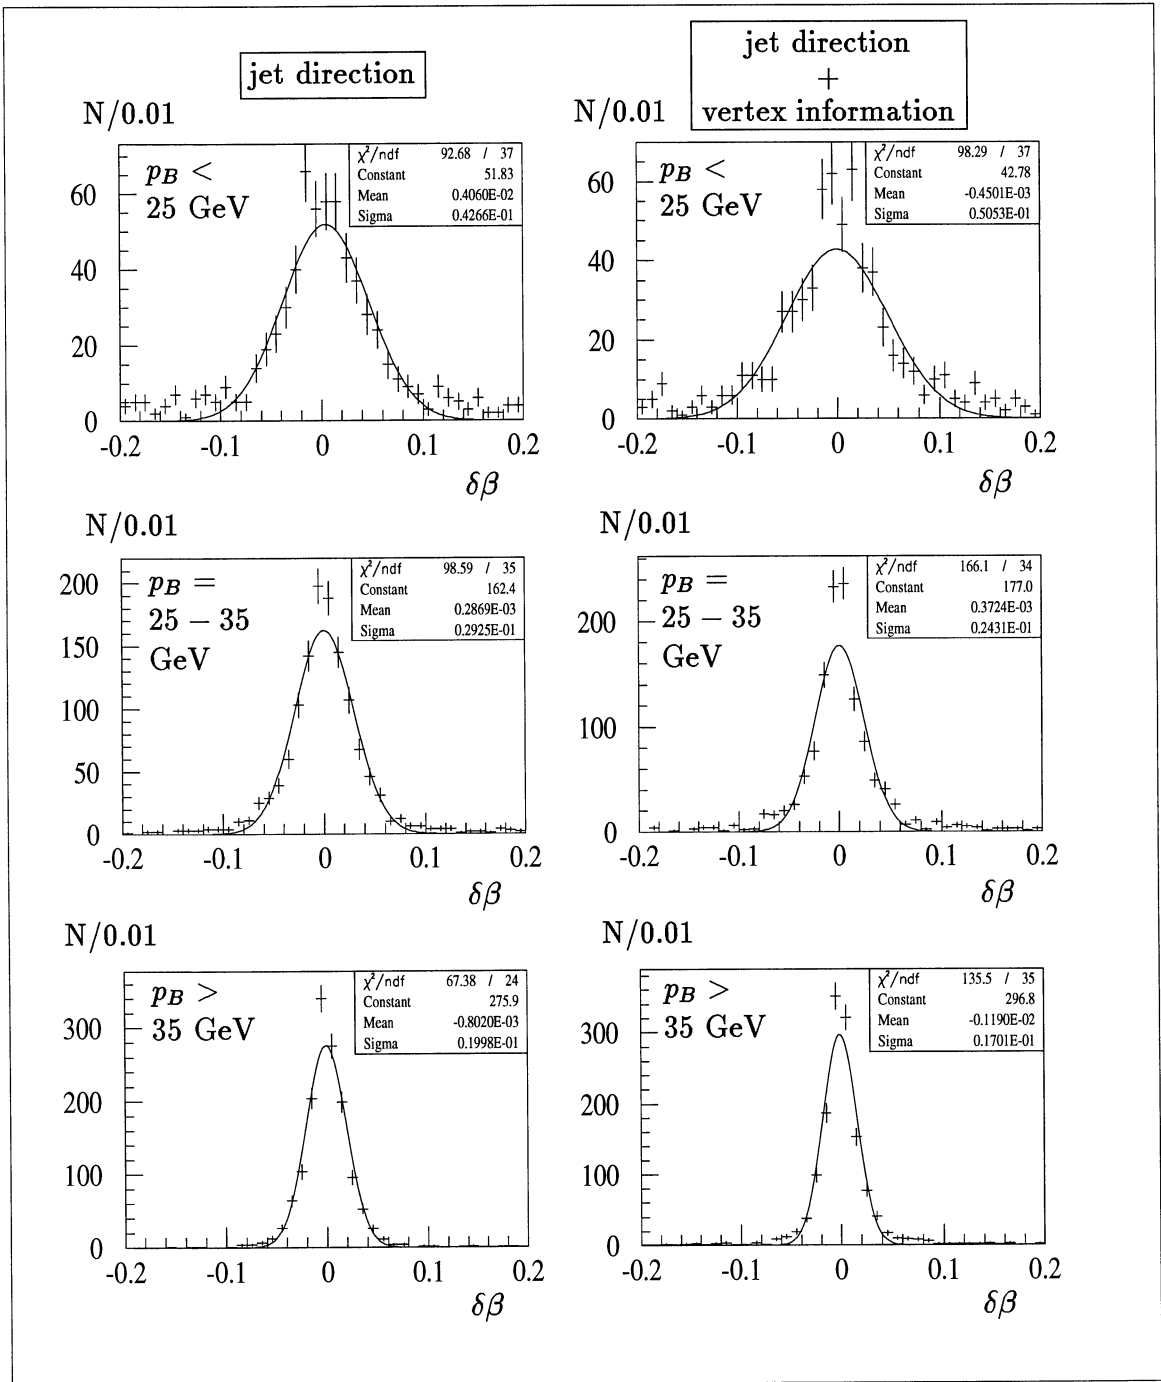 jet direction
jet direction
+
vertex information
N/0.01
p_B <
25 GeV
χ²/ndf 92.68 / 37
Constant 51.83
Mean 0.4060E-02
Sigma 0.4266E-01
60
40
20
0
-0.2 -0.1 0 0.1 0.2
δβ
N/0.01
p_B <
25 GeV
χ²/ndf 98.29 / 37
Constant 42.78
Mean -0.4501E-03
Sigma 0.5053E-01
60
40
20
0
-0.2 -0.1 0 0.1 0.2
δβ
N/0.01
p_B =
25 – 35
GeV
χ²/ndf 98.59 / 35
Constant 162.4
Mean 0.2869E-03
Sigma 0.2925E-01
200
150
100
50
0
-0.2 -0.1 0 0.1 0.2
δβ
N/0.01
p_B =
25 – 35
GeV
χ²/ndf 166.1 / 34
Constant 177.0
Mean 0.3724E-03
Sigma 0.2431E-01
200
100
0
-0.2 -0.1 0 0.1 0.2
δβ
N/0.01
p_B >
35 GeV
χ²/ndf 67.38 / 24
Constant 275.9
Mean -0.8020E-03
Sigma 0.1998E-01
300
200
100
0
-0.2 -0.1 0 0.1 0.2
δβ
N/0.01
p_B >
35 GeV
χ²/ndf 135.5 / 35
Constant 296.8
Mean -0.1190E-02
Sigma 0.1701E-01
300
200
100
0
-0.2 -0.1 0 0.1 0.2
δβ